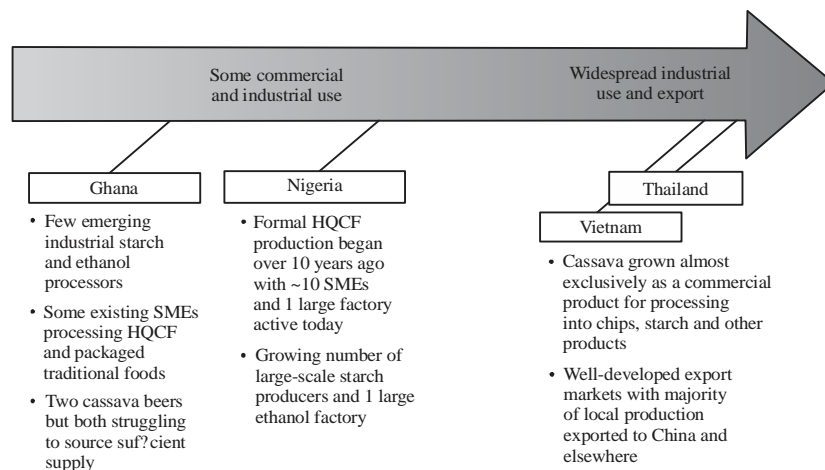 Some commercial
and industrial use
Widespread industrial
use and export
Ghana
• Few emerging
industrial starch
and ethanol
processors
• Some existing SMEs
processing HQCF
and packaged
traditional foods
• Two cassava beers
but both struggling
to source suf?cient
supply
Nigeria
• Formal HQCF
production began
over 10 years ago
with ~10 SMEs
and 1 large factory
active today
• Growing number of
large-scale starch
producers and 1 large
ethanol factory
Thailand
Vietnam
• Cassava grown almost
exclusively as a commercial
product for processing
into chips, starch and other
products
• Well-developed export
markets with majority
of local production
exported to China and
elsewhere